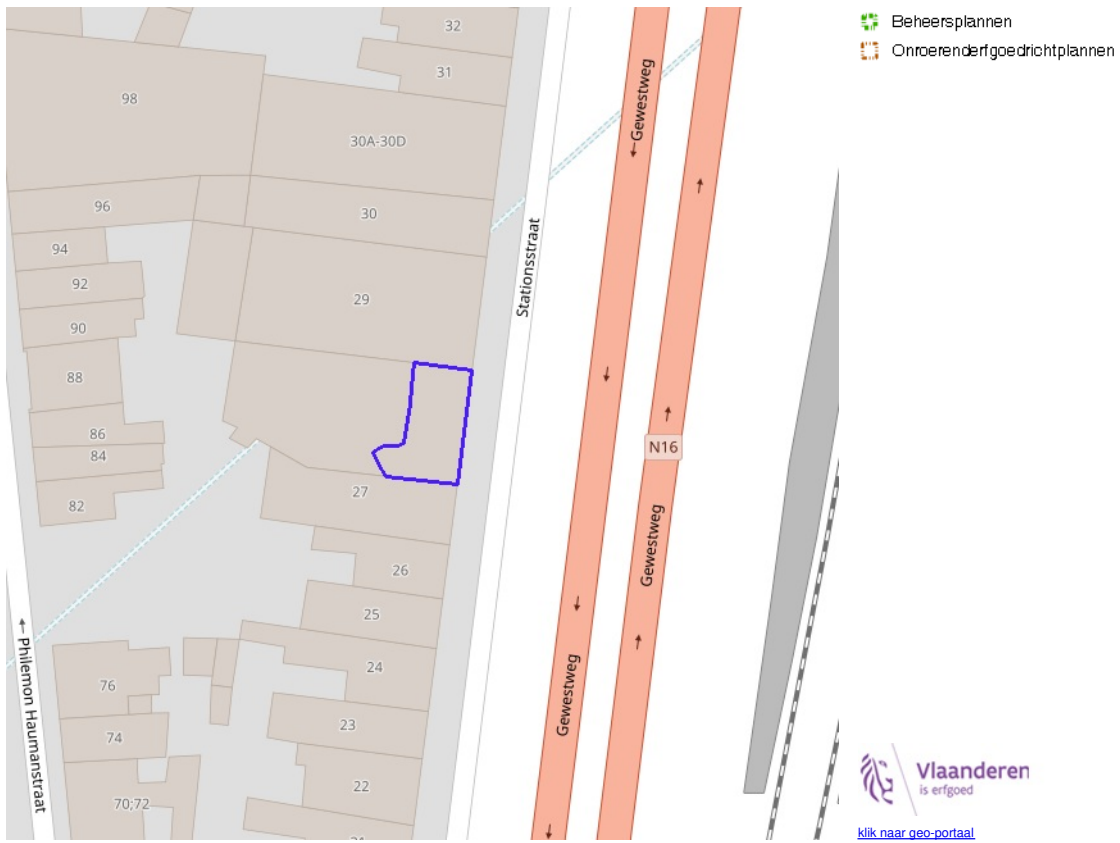 32
31
98
30A-30D
96
30
94
92
29
90
88
86
84
82
27
26
25
24
76
23
74
22
70;72
Stationsstraat
Gewestweg
N16
Gewestweg
Gewestweg
Philemon Haumanstraat
Beheersplannen
Onroerenderfgoedrichtplannen
Vlaanderen
is erfgoed
klik naar geo-portaal